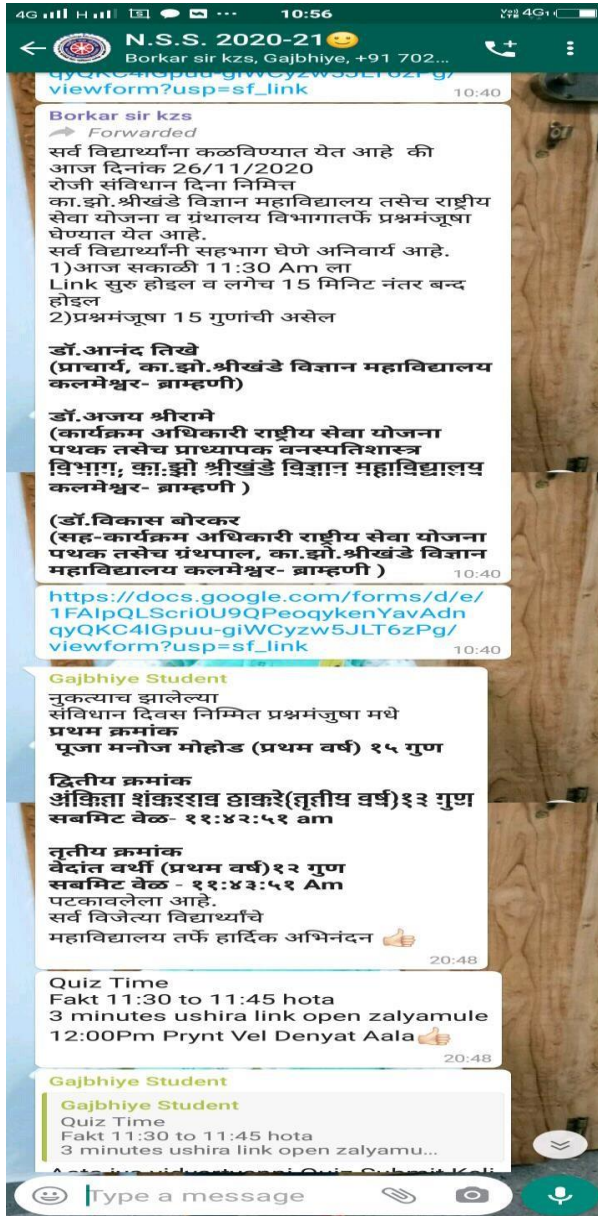 4G H 10:56 4G
N.S.S. 2020-21
Borkar sir kzs, Gajbhiye, +91 702...
viewform?usp=sf_link
10:40
Borkar sir kzs
Forwarded
सर्व विद्यार्थ्यांना कळविण्यात येत आहे की
आज दिनांक 26/11/2020
रोजी संविधान दिना निमित्त
का.झो.श्रीखंडे विज्ञान महाविद्यालय तसेच राष्ट्रीय
सेवा योजना व ग्रंथालय विभागातर्फे प्रश्नमंजूषा
घेण्यात येत आहे.
सर्व विद्यार्थ्यांनी सहभाग घेणे अनिवार्य आहे.
1)आज सकाळी 11:30 Am ला
Link सुरु होइल व लगेच 15 मिनिट नंतर बन्द
होइल
2)प्रश्नमंजूषा 15 गुणांची असेल
डॉ.आनंद तिखे
(प्राचार्य, का.झो.श्रीखंडे विज्ञान महाविद्यालय
कलमेश्वर- ब्राम्हणी)
डॉ.अजय श्रीरामे
(कार्यक्रम अधिकारी राष्ट्रीय सेवा योजना
पथक तसेच प्राध्यापक वनस्पतिशास्त्र
विभाग, का.झो श्रीखंडे विज्ञान महाविद्यालय
कलमेश्वर- ब्राम्हणी )
(डॉ.विकास बोरकर
(सह-कार्यक्रम अधिकारी राष्ट्रीय सेवा योजना
पथक तसेच ग्रंथपाल, का.झो.श्रीखंडे विज्ञान
महाविद्यालय कलमेश्वर- ब्राम्हणी )
10:40
https://docs.google.com/forms/d/e/
1FAIpQLScri0U9QPeoqykenYavAdn
qyQKC4lGpuu-giWCyzw5JLT6zPg/
viewform?usp=sf_link
10:40
Gajbhiye Student
नुकत्याच झालेल्या
संविधान दिवस निम्मित प्रश्नमंजुषा मधे
प्रथम क्रमांक
पूजा मनोज मोहोड (प्रथम वर्ष) १५ गुण
द्वितीय क्रमांक
अंकिता शंकरराव ठाकरे(तृतीय वर्ष)१२ गुण
सबमिट वेळ- ११:४२:५१ am
तृतीय क्रमांक
वेदांत वर्थी (प्रथम वर्ष)१२ गुण
सबमिट वेळ - ११:४३:५१ Am
पटकावलेला आहे.
सर्व विजेत्या विद्यार्थ्यांचे
महाविद्यालय तर्फे हार्दिक अभिनंदन
20:48
Quiz Time
Fakt 11:30 to 11:45 hota
3 minutes ushira link open zalyamule
12:00Pm Prynt Vel Denyat Aala
20:48
Gajbhiye Student
Gajbhiye Student
Quiz Time
Fakt 11:30 to 11:45 hota
3 minutes ushira link open zalyamu...
Type a message